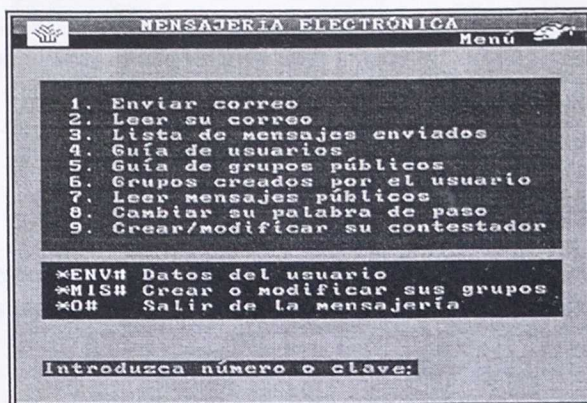 MENSAJERIA ELECTRÓNICA
Menú
1. Enviar correo
2. Leer su correo
3. Lista de mensajes enviados
4. Guía de usuarios
5. Guía de grupos públicos
6. Grupos creados por el usuario
7. Leer mensajes públicos
8. Cambiar su palabra de paso
9. Crear/modificar su contestador
*ENV# Datos del usuario
*MIS# Crear o modificar sus grupos
*0# Salir de la mensajería
Introduzca número o clave: